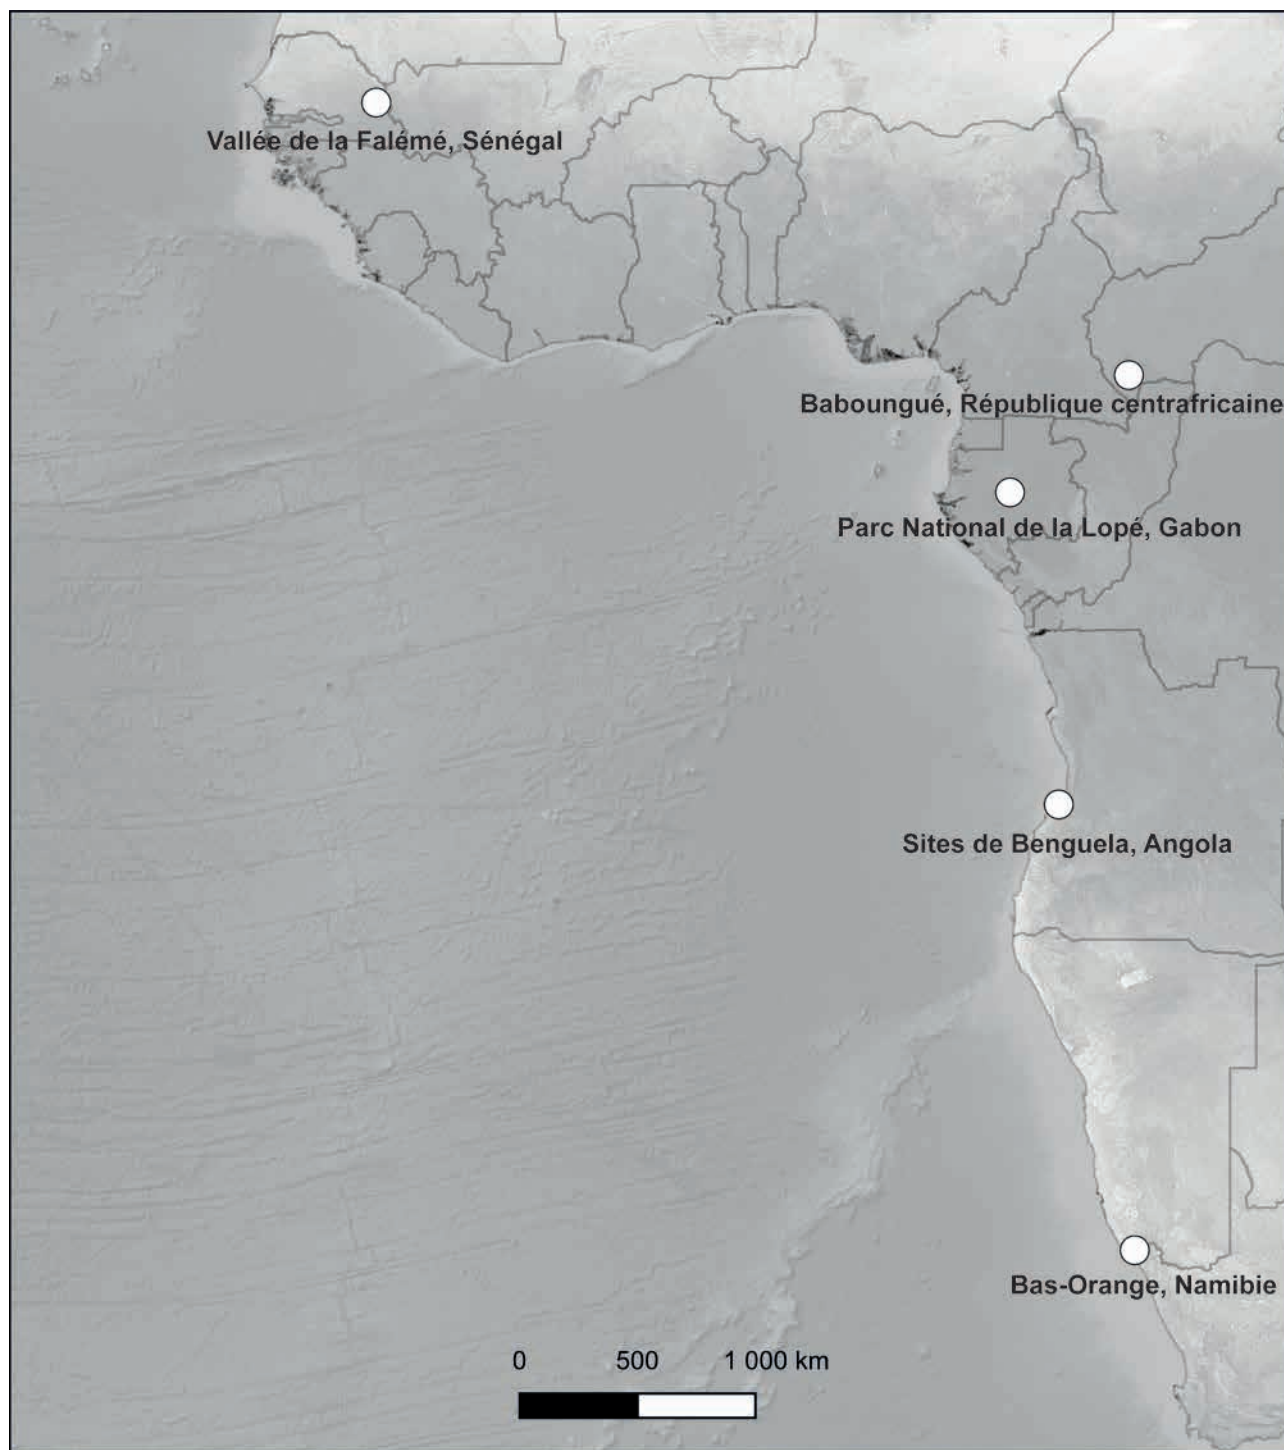 Vallée de la Falémé, Sénégal
Baboungué, République centrafricaine
Parc National de la Lopé, Gabon
Sites de Benguela, Angola
Bas-Orange, Namibie
0 500 1 000 km